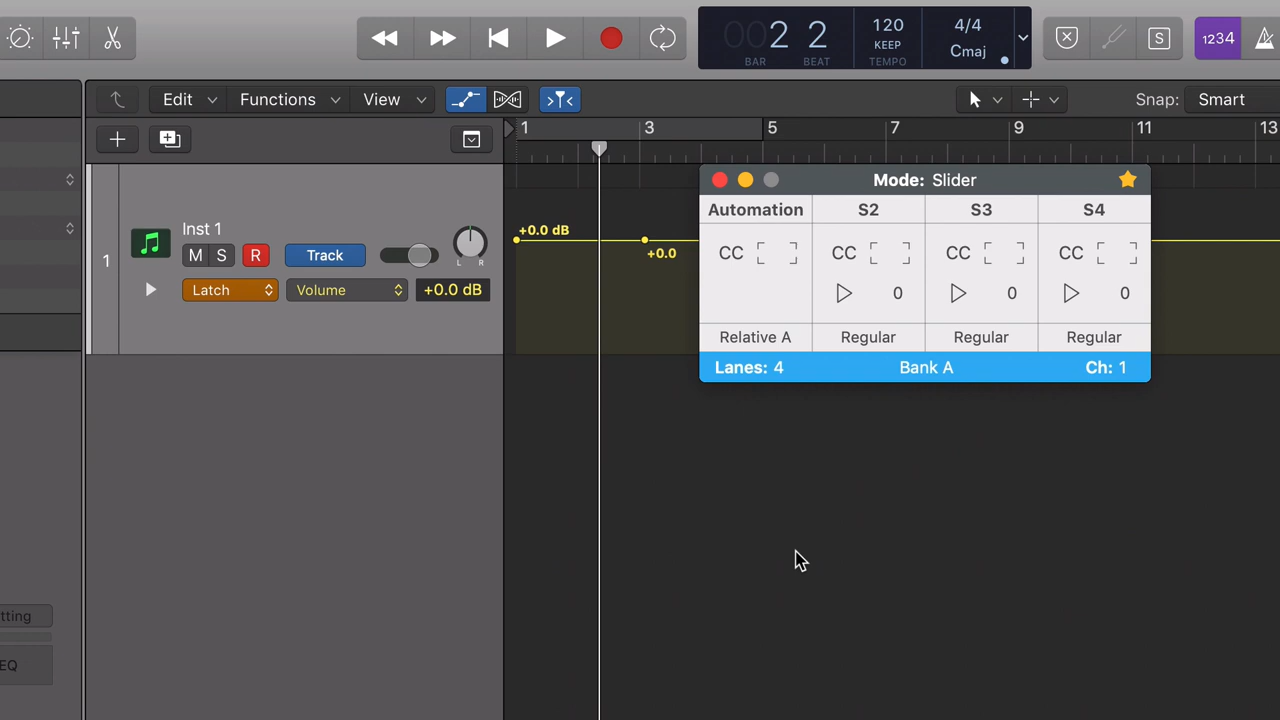 0022
BAR BEAT
120
KEEP
TEMPO
4/4
Cmaj
S
1234
Edit Functions View
Snap: Smart
1 3 5 7 9 11 13
1
Inst 1
M S R Track
L R
Latch Volume +0.0 dB
+0.0 dB
+0.0
Mode: Slider
Automation S2 S3 S4
CC CC CC CC
0 0 0
Relative A Regular Regular Regular
Lanes: 4 Bank A Ch: 1
tting
EQ